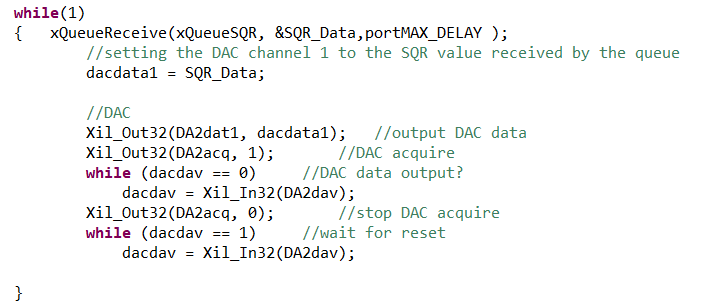 while(1)
{   xQueueReceive(xQueueSQR, &SQR_Data,portMAX_DELAY );
        //setting the DAC channel 1 to the SQR value received by the queue
        dacdata1 = SQR_Data;

        //DAC
        Xil_Out32(DA2dat1, dacdata1);   //output DAC data
        Xil_Out32(DA2acq, 1);       //DAC acquire
        while (dacdav == 0)     //DAC data output?
            dacdav = Xil_In32(DA2dav);
        Xil_Out32(DA2acq, 0);       //stop DAC acquire
        while (dacdav == 1)     //wait for reset
            dacdav = Xil_In32(DA2dav);

}